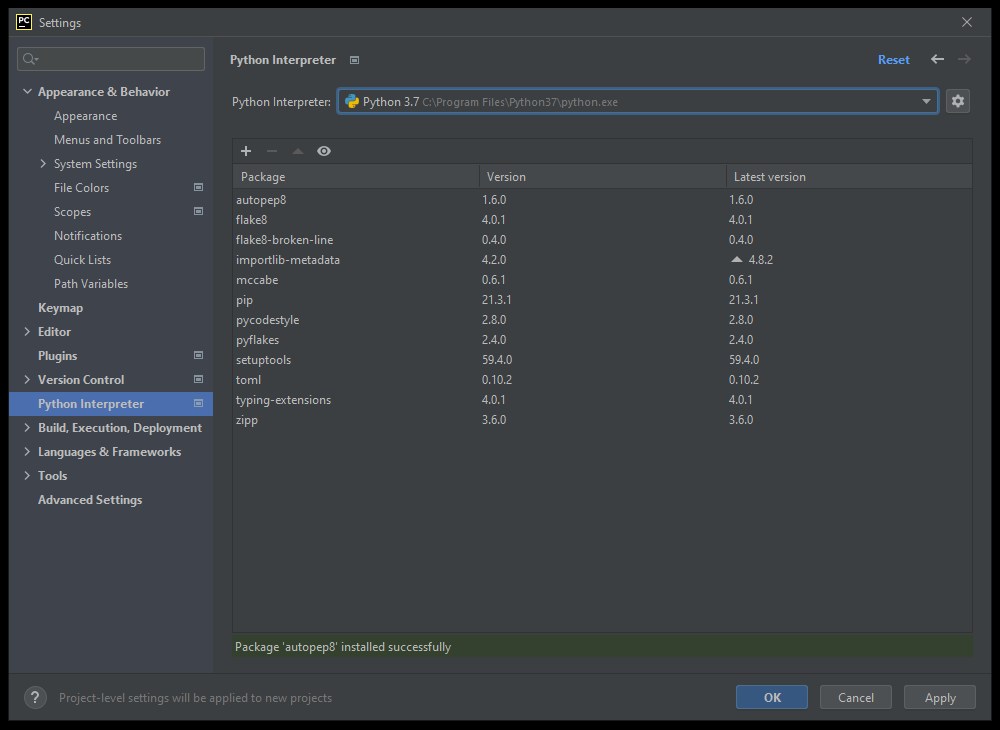 PC Settings
Appearance & Behavior
Appearance
Menus and Toolbars
System Settings
File Colors
Scopes
Notifications
Quick Lists
Path Variables
Keymap
Editor
Plugins
Version Control
Python Interpreter
Build, Execution, Deployment
Languages & Frameworks
Tools
Advanced Settings
Python Interpreter Reset
Python Interpreter: Python 3.7 C:\Program Files\Python37\python.exe
Package Version Latest version
autopep8 1.6.0 1.6.0
flake8 4.0.1 4.0.1
flake8-broken-line 0.4.0 0.4.0
importlib-metadata 4.2.0 4.8.2
mccabe 0.6.1 0.6.1
pip 21.3.1 21.3.1
pycodestyle 2.8.0 2.8.0
pyflakes 2.4.0 2.4.0
setuptools 59.4.0 59.4.0
toml 0.10.2 0.10.2
typing-extensions 4.0.1 4.0.1
zipp 3.6.0 3.6.0
Package 'autopep8' installed successfully
? Project-level settings will be applied to new projects OK Cancel Apply